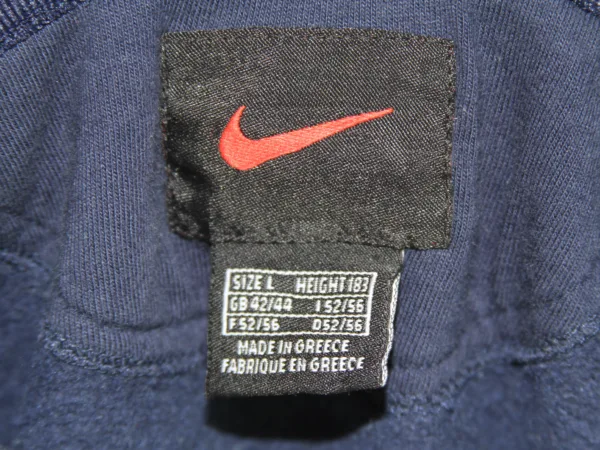 SIZE L HEIGHT 183
GB 42/44 I 52/56
F 52/56 D 52/56
MADE IN GREECE
FABRIQUE EN GREECE